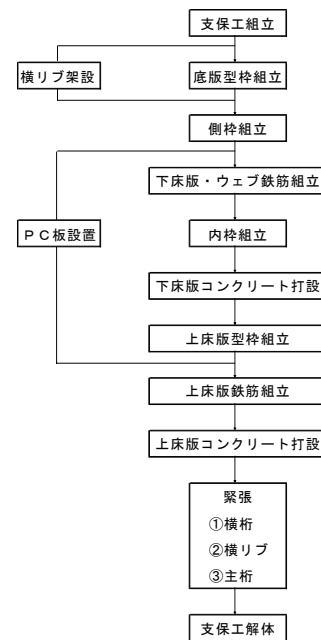 支保工組立
横リブ架設
底版型枠組立
側枠組立
下床版・ウェブ鉄筋組立
ＰＣ板設置
内枠組立
下床版コンクリート打設
上床版型枠組立
上床版鉄筋組立
上床版コンクリート打設
緊張
①横桁
②横リブ
③主桁
支保工解体